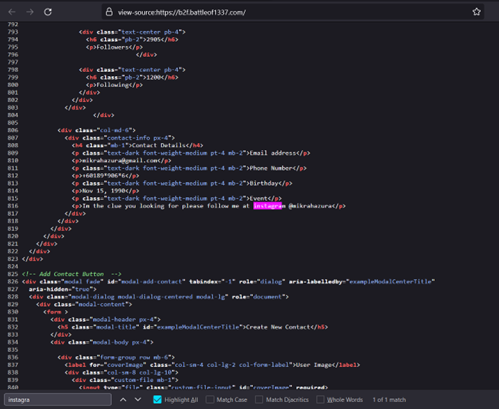 view-source:https://b2f.battleof1337.com/
792
793 <div class="text-center pb-4">
794 <h6 class="pb-2">2905</h6>
795 <p>Followers</p>
796 </div>
797
798 <div class="text-center pb-4">
799 <h6 class="pb-2">1200</h6>
800 <p>Following</p>
801 </div>
802 </div>
803 </div>
804 </div>
805
806 <div class="col-md-6">
807 <div class="contact-info px-4">
808 <h4 class="mb-1">Contact Details</h4>
809 <p class="text-dark font-weight-medium pt-4 mb-2">Email address</p>
810 <p>mikrahazura@gmail.com</p>
811 <p class="text-dark font-weight-medium pt-4 mb-2">Phone Number</p>
812 <p>+60189*906*6</p>
813 <p class="text-dark font-weight-medium pt-4 mb-2">Birthday</p>
814 <p>Nov 15, 1990</p>
815 <p class="text-dark font-weight-medium pt-4 mb-2">Event</p>
816 <p>In the clue you looking for please follow me at instagram @mikrahazura</p>
817 </div>
818 </div>
819 </div>
820 </div>
821 </div>
822 </div>
823 </div>
824
825 <!-- Add Contact Button -->
826 <div class="modal fade" id="modal-add-contact" tabindex="-1" role="dialog" aria-labelledby="exampleModalCenterTitle"
827 aria-hidden="true">
828 <div class="modal-dialog modal-dialog-centered modal-lg" role="document">
829 <div class="modal-content">
830 <form >
831 <div class="modal-header px-4">
832 <h5 class="modal-title" id="exampleModalCenterTitle">Create New Contact</h5>
833 </div>
834 <div class="modal-body px-4">
835
836 <div class="form-group row mb-6">
837 <label for="coverImage" class="col-sm-4 col-lg-2 col-form-label">User Image</label>
838 <div class="col-sm-8 col-lg-10">
839 <div class="custom-file mb-1">
840 <input type="file" class="custom-file-input" id="coverImage" required>
instagra
Highlight All
Match Case
Match Diacritics
Whole Words
1 of 1 match